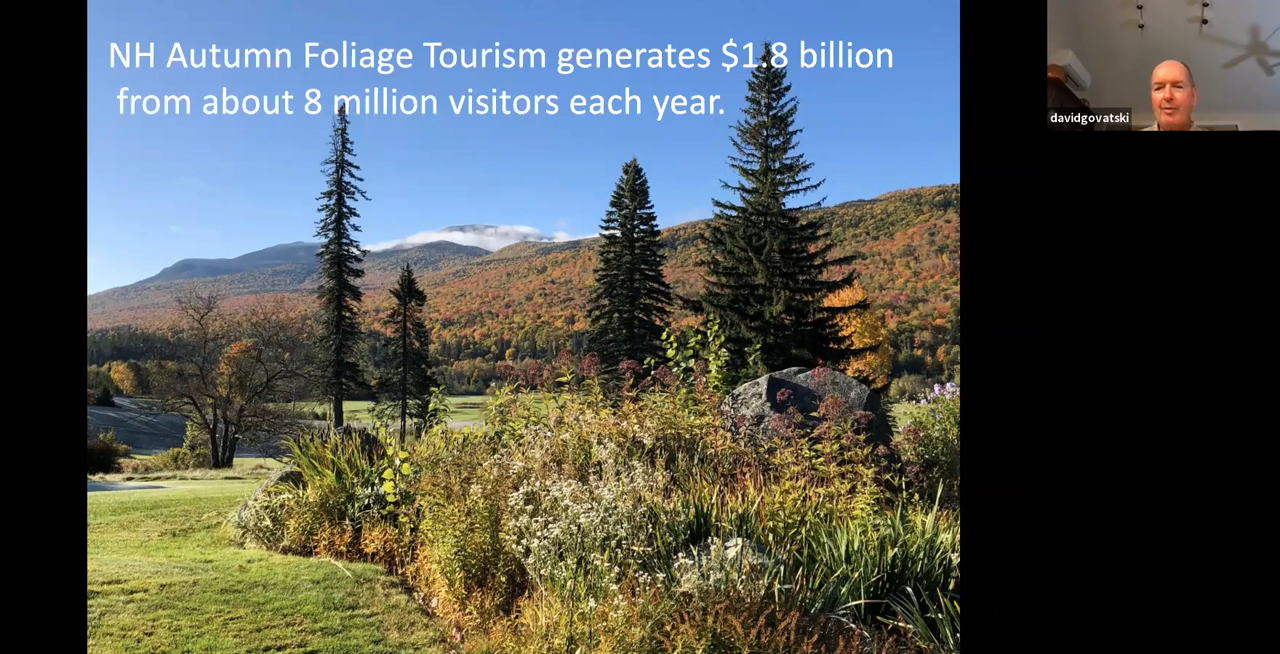 NH Autumn Foliage Tourism generates $1.8 billion
from about 8 million visitors each year.
davidgovatski